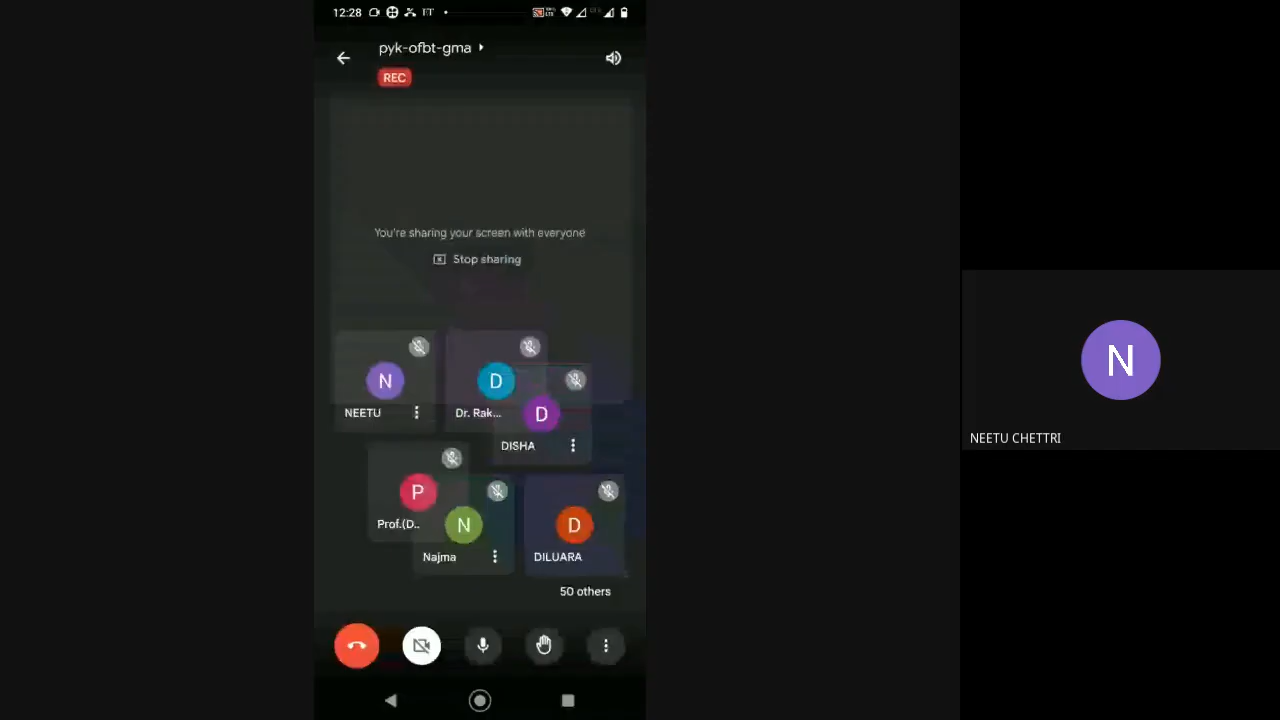 12:28
pyk-ofbt-gma
REC
You're sharing your screen with everyone
Stop sharing
N
NEETU
D
Dr. Rak...
D
DISHA
P
Prof.(D..
N
Najma
D
DILUARA
50 others
N
NEETU CHETTRI